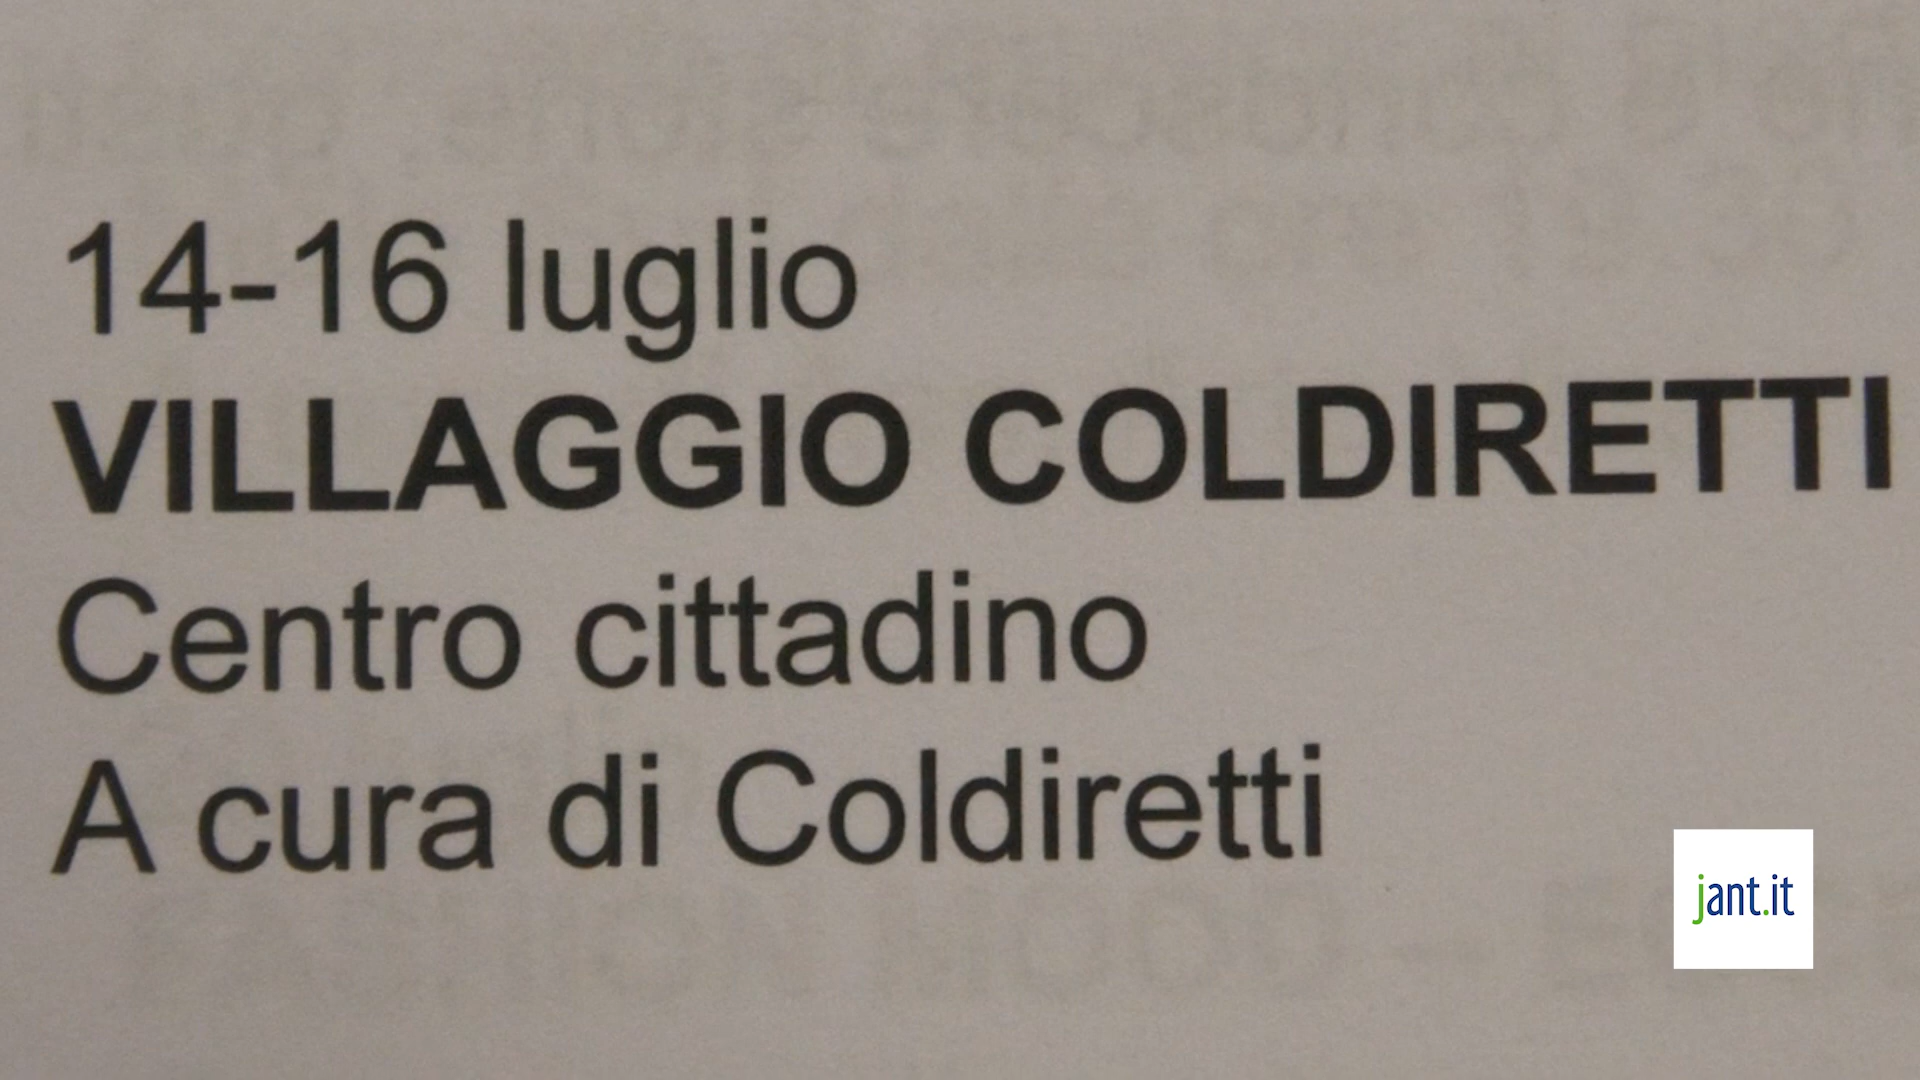 14-16 luglio
VILLAGGIO COLDIRETTI
Centro cittadino
A cura di Coldiretti
jant.it